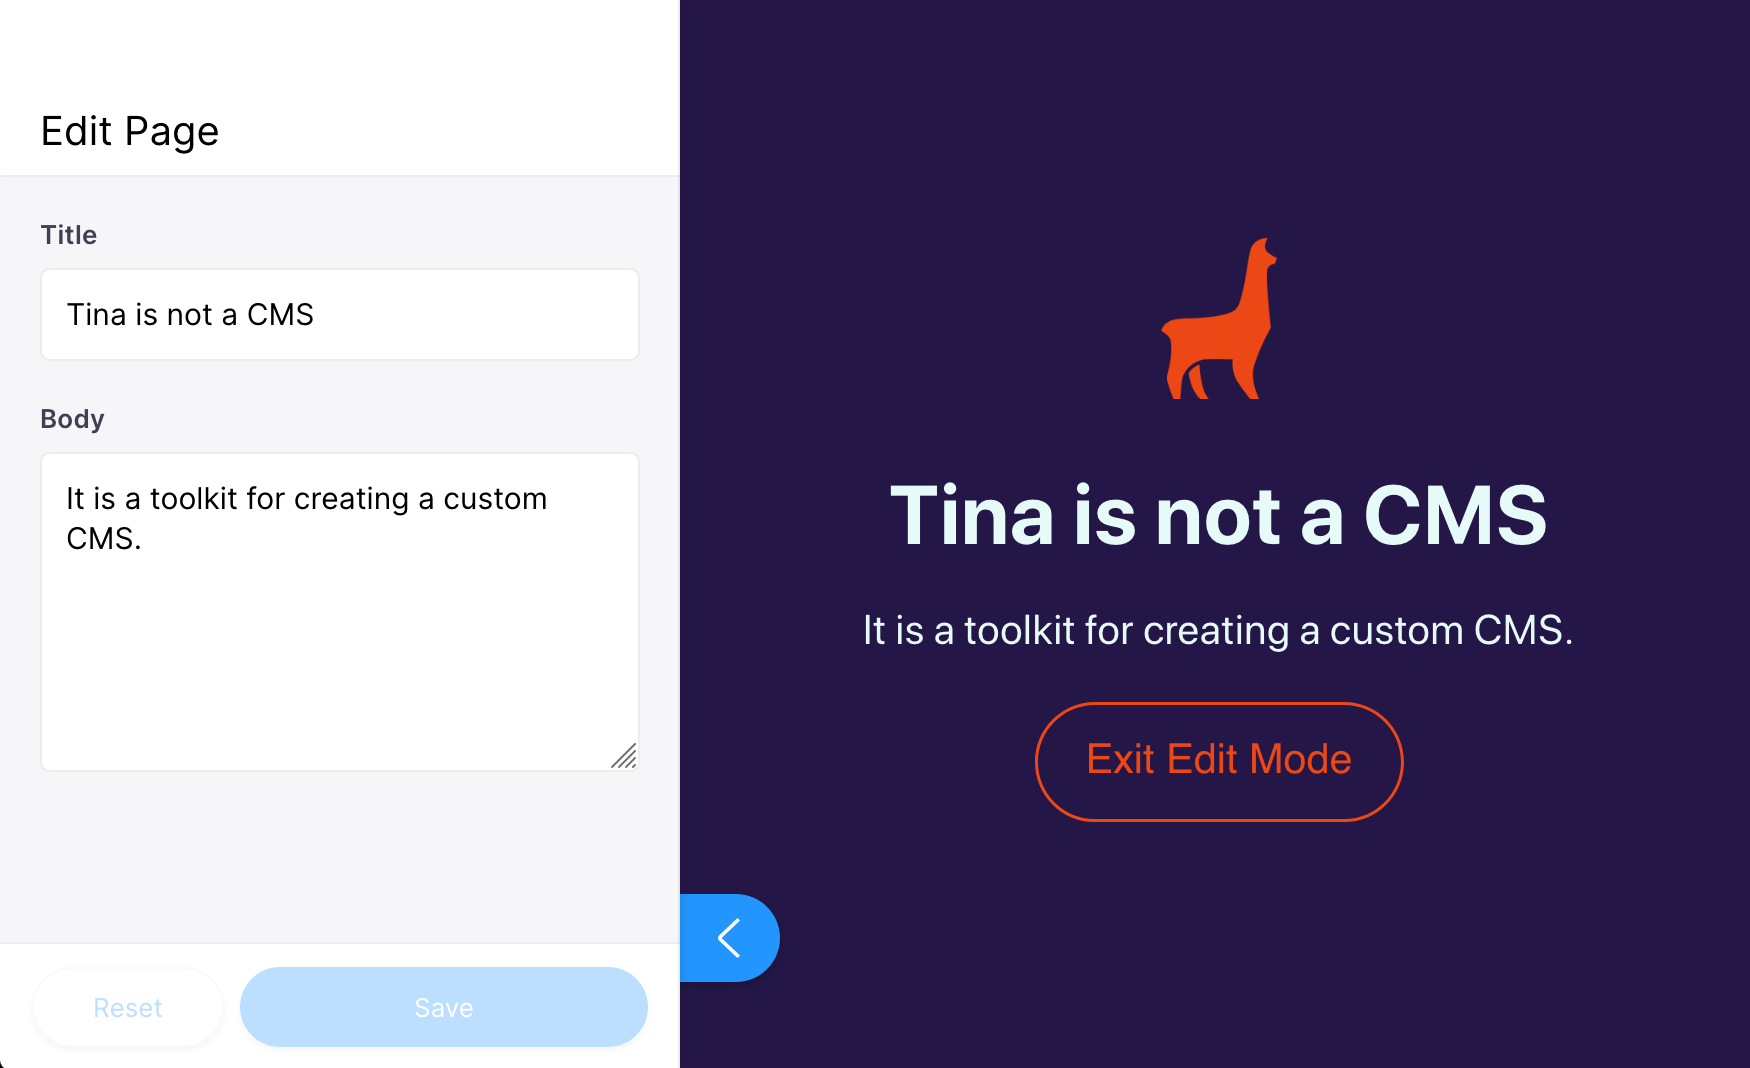 Edit Page
Title
Tina is not a CMS
Body
It is a toolkit for creating a custom
CMS.
Reset
Save
Tina is not a CMS
It is a toolkit for creating a custom CMS.
Exit Edit Mode